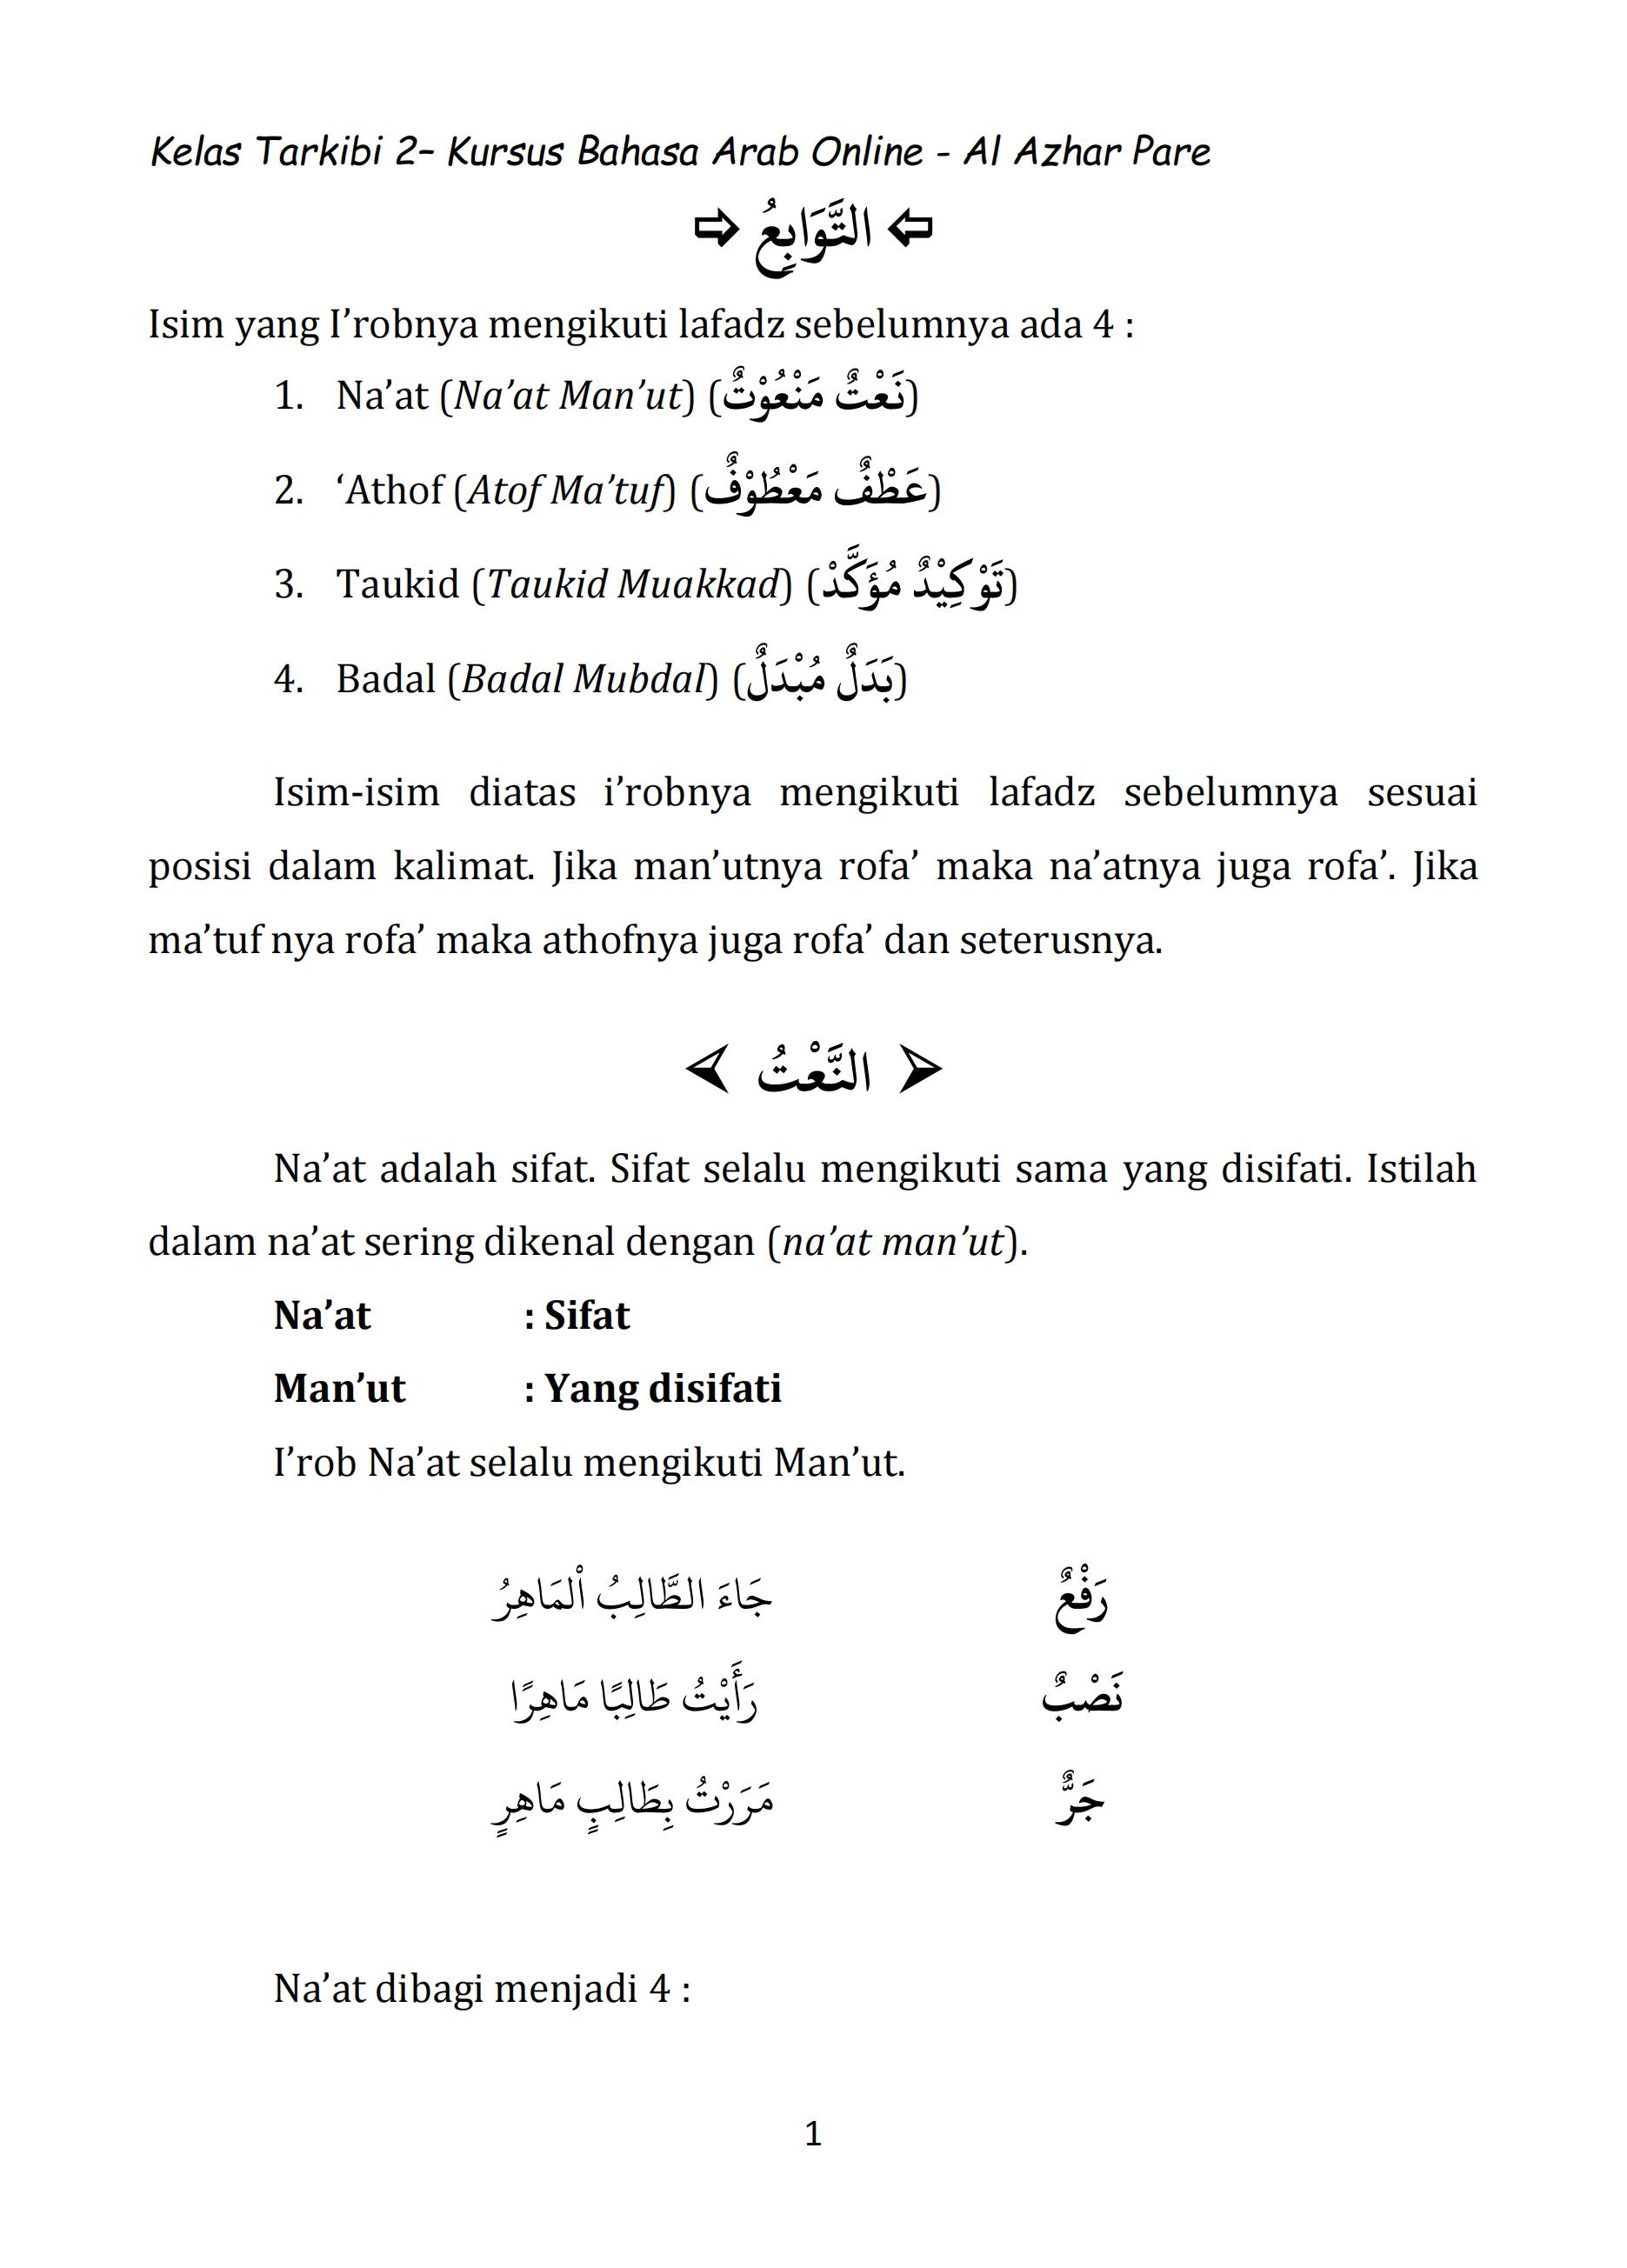 Kelas Tarkibi 2– Kursus Bahasa Arab Online - Al Azhar Pare
التَّوَابِعُ
Isim yang I’robnya mengikuti lafadz sebelumnya ada 4 :
1. Na’at (Na’at Man’ut) (نَعْتٌ مَنْعُوْتٌ)
2. ‘Athof (Atof Ma’tuf) (عَطْفٌ مَعْطُوْفٌ)
3. Taukid (Taukid Muakkad) (تَوْكِيْدٌ مُؤَكَّدْ)
4. Badal (Badal Mubdal) (بَدَلٌ مُبْدَلٌ)
Isim-isim diatas i’robnya mengikuti lafadz sebelumnya sesuai
posisi dalam kalimat. Jika man’utnya rofa’ maka na’atnya juga rofa’. Jika
ma’tuf nya rofa’ maka athofnya juga rofa’ dan seterusnya.
النَّعْتُ
Na’at adalah sifat. Sifat selalu mengikuti sama yang disifati. Istilah
dalam na’at sering dikenal dengan (na’at man’ut).
Na’at : Sifat
Man’ut : Yang disifati
I’rob Na’at selalu mengikuti Man’ut.
رَفْعٌ جَاءَ الطَّالِبُ اْلمَاهِرُ
نَصْبٌ رَأَيْتُ طَالِبًا مَاهِرًا
جَرٌّ مَرَرْتُ بِطَالِبٍ مَاهِرٍ
Na’at dibagi menjadi 4 :
1